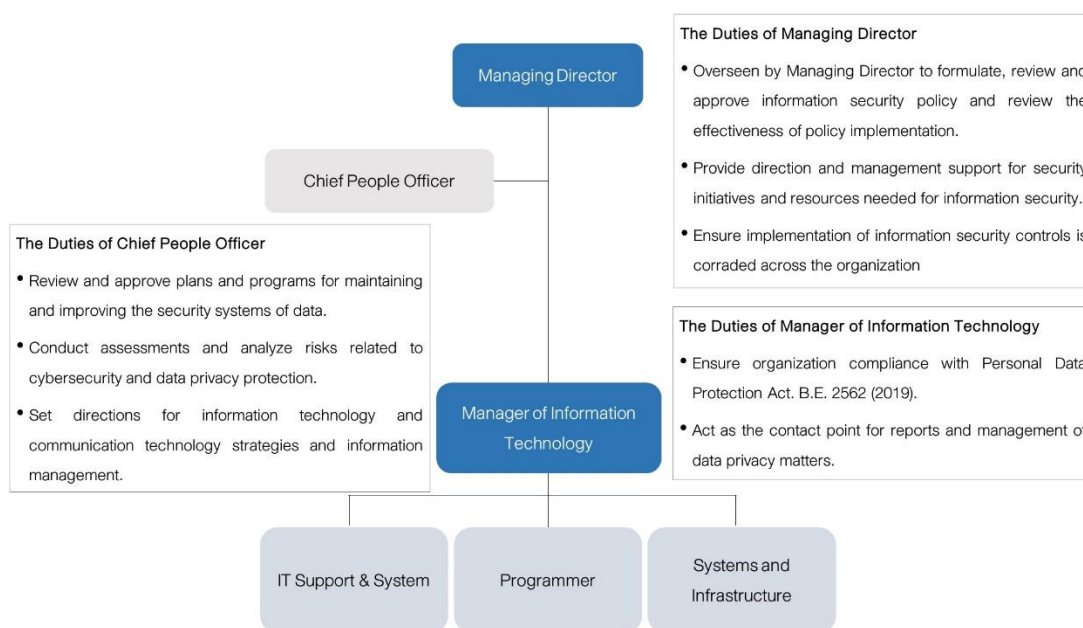 Managing Director
The Duties of Managing Director
• Overseen by Managing Director to formulate, review and
approve information security policy and review the
effectiveness of policy implementation.
• Provide direction and management support for security
initiatives and resources needed for information security.
• Ensure implementation of information security controls is
corraded across the organization
Chief People Officer
The Duties of Chief People Officer
• Review and approve plans and programs for maintaining
and improving the security systems of data.
• Conduct assessments and analyze risks related to
cybersecurity and data privacy protection.
• Set directions for information technology and
communication technology strategies and information
management.
The Duties of Manager of Information Technology
• Ensure organization compliance with Personal Data
Protection Act. B.E. 2562 (2019).
• Act as the contact point for reports and management of
data privacy matters.
Manager of Information
Technology
IT Support & System
Programmer
Systems and
Infrastructure